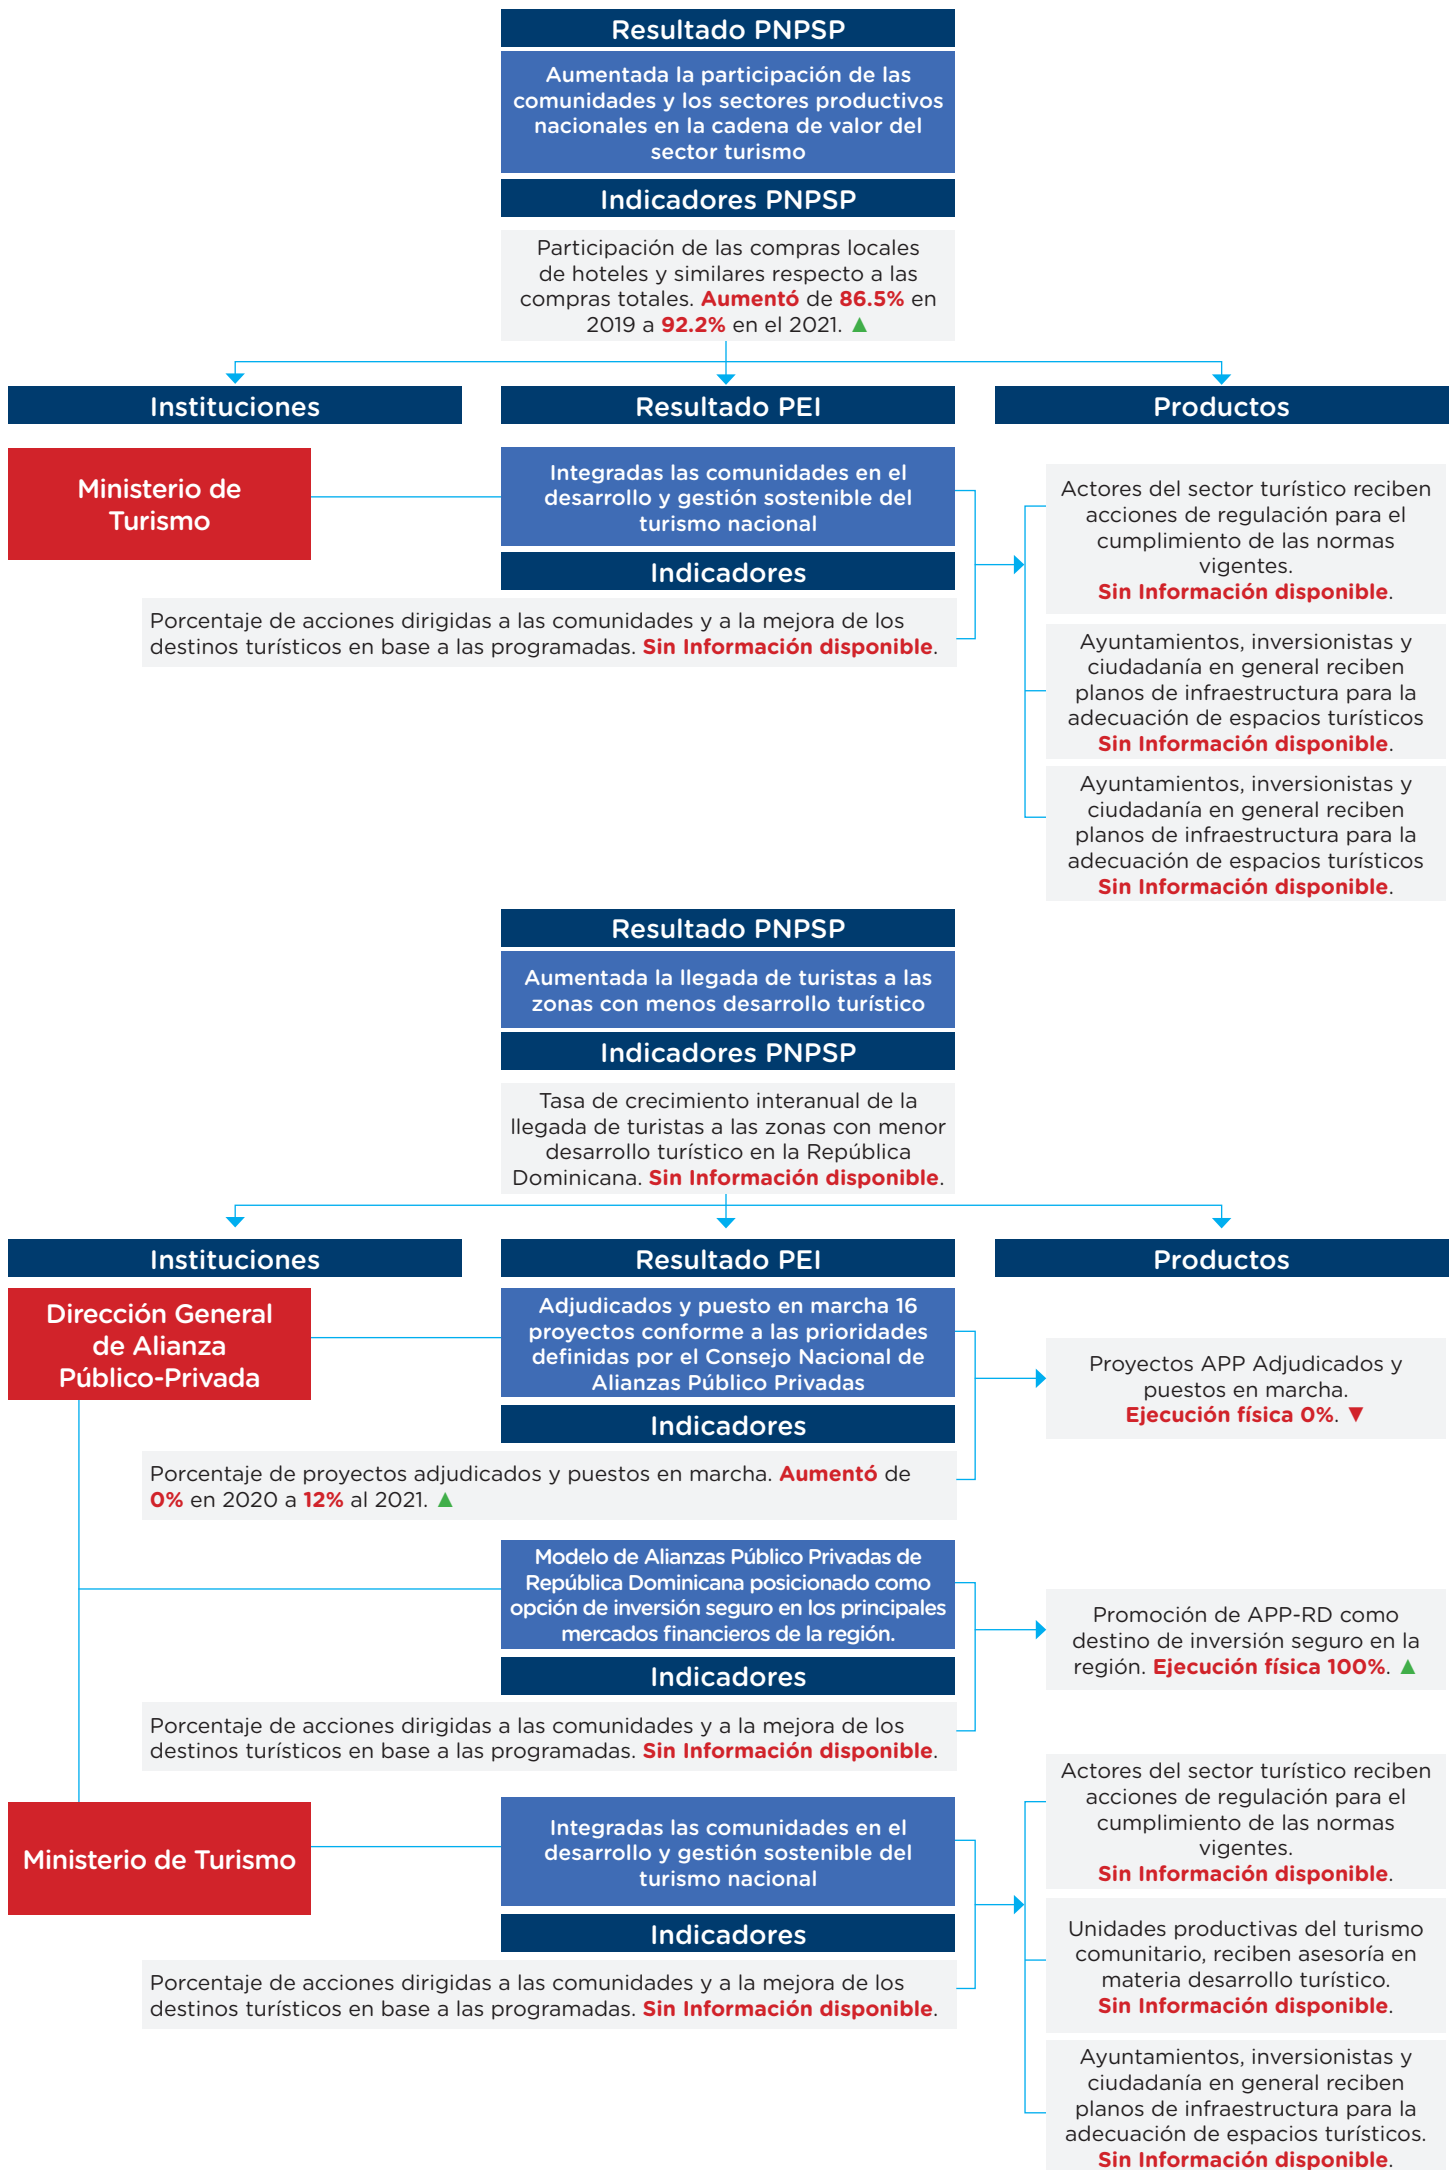 Resultado PNPSP
Aumentada la participación de las
comunidades y los sectores productivos
nacionales en la cadena de valor del
sector turismo
Indicadores PNPSP
Participación de las compras locales
de hoteles y similares respecto a las
compras totales. Aumentó de 86.5% en
2019 a 92.2% en el 2021. ▲
Instituciones
Resultado PEI
Productos
Ministerio de
Turismo
Integradas las comunidades en el
desarrollo y gestión sostenible del
turismo nacional
Indicadores
Porcentaje de acciones dirigidas a las comunidades y a la mejora de los
destinos turísticos en base a las programadas. Sin Información disponible.
Actores del sector turístico reciben
acciones de regulación para el
cumplimiento de las normas
vigentes.
Sin Información disponible.
Ayuntamientos, inversionistas y
ciudadanía en general reciben
planos de infraestructura para la
adecuación de espacios turísticos
Sin Información disponible.
Ayuntamientos, inversionistas y
ciudadanía en general reciben
planos de infraestructura para la
adecuación de espacios turísticos
Sin Información disponible.
Resultado PNPSP
Aumentada la llegada de turistas a las
zonas con menos desarrollo turístico
Indicadores PNPSP
Tasa de crecimiento interanual de la
llegada de turistas a las zonas con menor
desarrollo turístico en la República
Dominicana. Sin Información disponible.
Instituciones
Resultado PEI
Productos
Dirección General
de Alianza
Público-Privada
Adjudicados y puesto en marcha 16
proyectos conforme a las prioridades
definidas por el Consejo Nacional de
Alianzas Público Privadas
Indicadores
Porcentaje de proyectos adjudicados y puestos en marcha. Aumentó de
0% en 2020 a 12% al 2021. ▲
Proyectos APP Adjudicados y
puestos en marcha.
Ejecución física 0%. ▼
Modelo de Alianzas Público Privadas de
República Dominicana posicionado como
opción de inversión seguro en los principales
mercados financieros de la región.
Indicadores
Porcentaje de acciones dirigidas a las comunidades y a la mejora de los
destinos turísticos en base a las programadas. Sin Información disponible.
Promoción de APP-RD como
destino de inversión seguro en la
región. Ejecución física 100%. ▲
Ministerio de Turismo
Integradas las comunidades en el
desarrollo y gestión sostenible del
turismo nacional
Indicadores
Porcentaje de acciones dirigidas a las comunidades y a la mejora de los
destinos turísticos en base a las programadas. Sin Información disponible.
Actores del sector turístico reciben
acciones de regulación para el
cumplimiento de las normas
vigentes.
Sin Información disponible.
Unidades productivas del turismo
comunitario, reciben asesoría en
materia desarrollo turístico.
Sin Información disponible.
Ayuntamientos, inversionistas y
ciudadanía en general reciben
planos de infraestructura para la
adecuación de espacios turísticos.
Sin Información disponible.